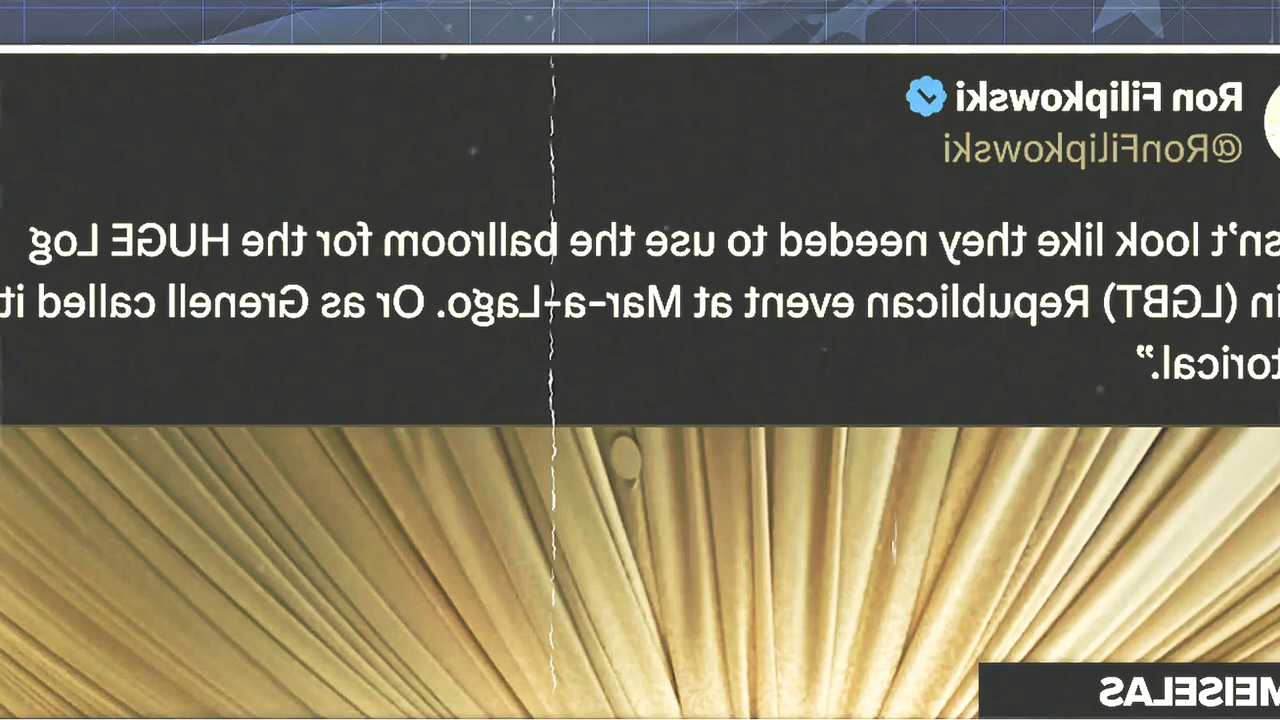 Ron Filipkowski
@RonFilipkowski
sn't look like they needed to use the ballroom for the HUGE Log
in (LGBT) Republican event at Mar-a-Lago. Or as Grenell called it
torical.”
MEISELAS